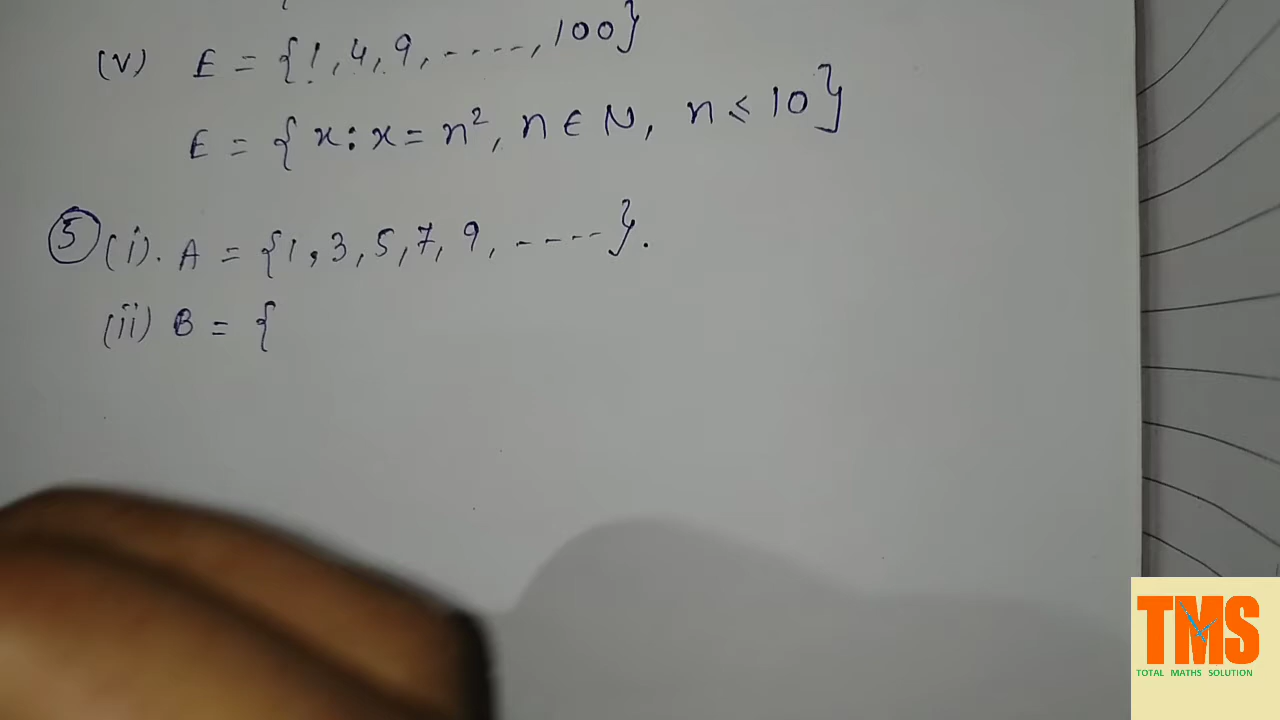 (v) E = {1, 4, 9, -----, 100}
E = {x : x = n², n ∈ N, n ≤ 10}
5 (i). A = {1, 3, 5, 7, 9, -----}.
(ii) B = {
TMS
TOTAL MATHS SOLUTION